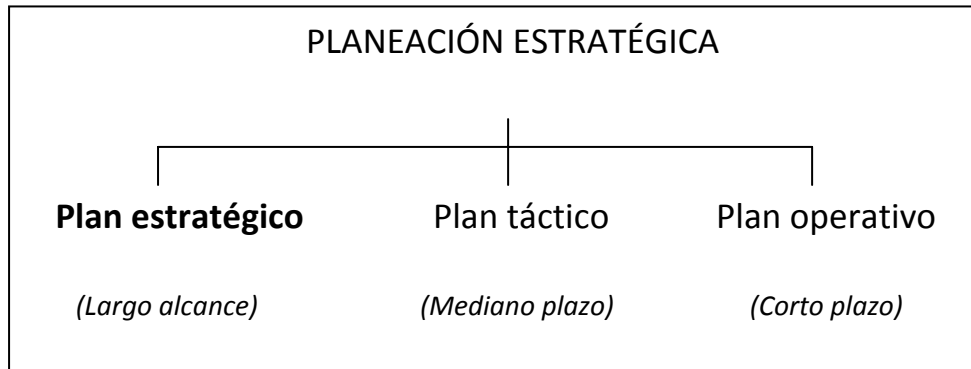 PLANEACIÓN ESTRATÉGICA
Plan estratégico Plan táctico Plan operativo
(Largo alcance) (Mediano plazo) (Corto plazo)